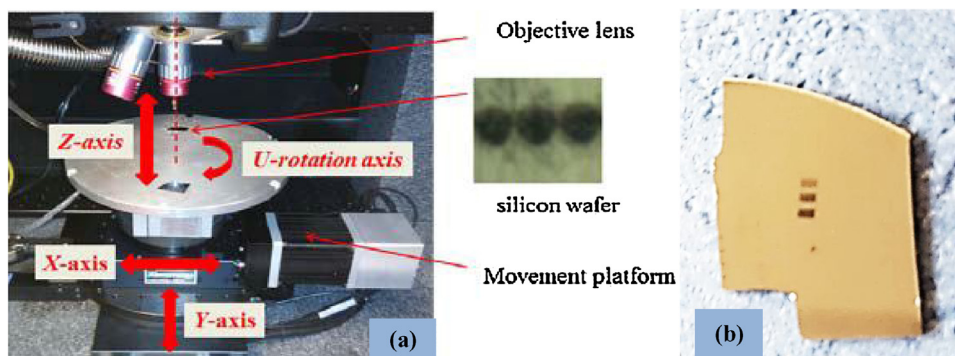 Objective lens
Z-axis
U-rotation axis
silicon wafer
X-axis
Movement platform
Y-axis
(a)
(b)